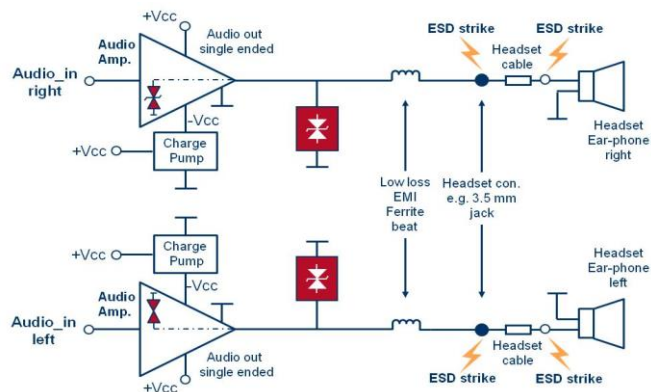 +Vcc
Audio
Amp.
Audio out
single ended
Audio_in
right
-Vcc
+Vcc
Charge
Pump
ESD strike
ESD strike
Headset
cable
Headset
Ear-phone
right
Low loss
EMI
Ferrite
beat
Headset con.
e.g. 3.5 mm
jack
+Vcc
Charge
Pump
-Vcc
Audio
Amp.
Audio_in
left
Audio out
single ended
+Vcc
Headset
Ear-phone
left
Headset
cable
ESD strike
ESD strike